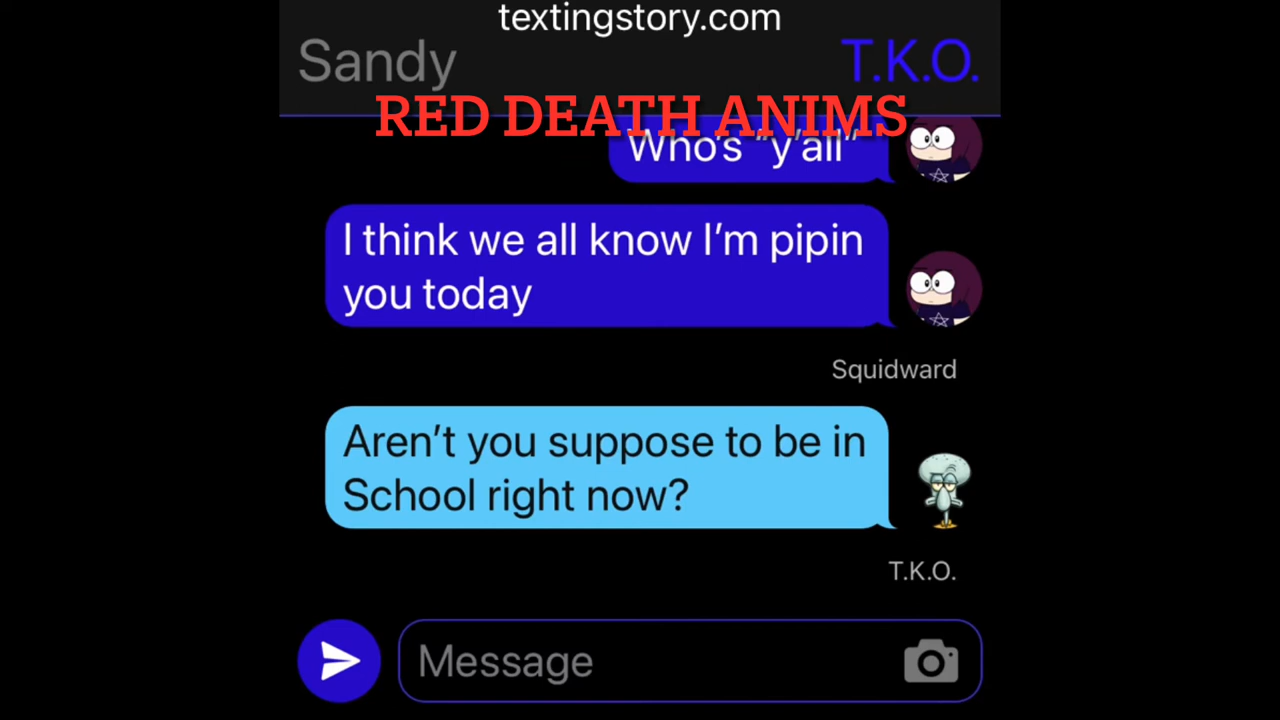 textingstory.com
Sandy
T.K.O.
RED DEATH ANIMS
Who's "y'all"
I think we all know I'm pipin
you today
Squidward
Aren't you suppose to be in
School right now?
T.K.O.
Message